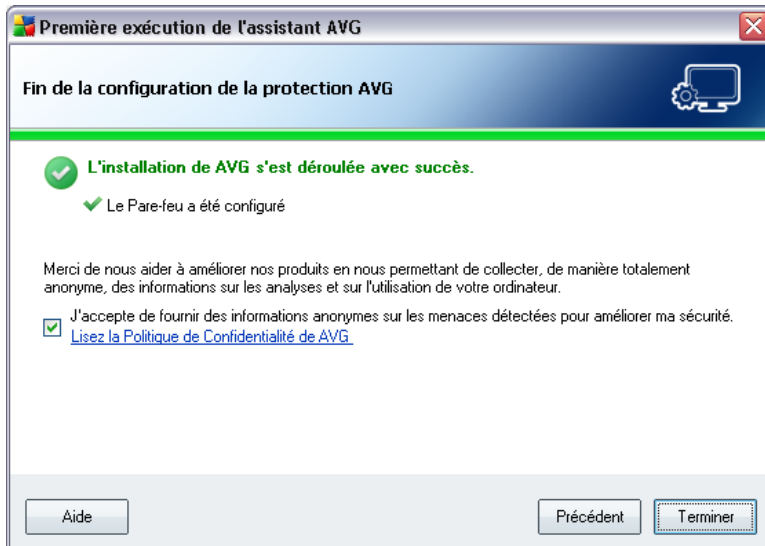 Première exécution de l'assistant AVG
Fin de la configuration de la protection AVG
L'installation de AVG s'est déroulée avec succès.
Le Pare-feu a été configuré
Merci de nous aider à améliorer nos produits en nous permettant de collecter, de manière totalement
anonyme, des informations sur les analyses et sur l'utilisation de votre ordinateur.
J'accepte de fournir des informations anonymes sur les menaces détectées pour améliorer ma sécurité.
Lisez la Politique de Confidentialité de AVG
Aide
Précédent
Terminer